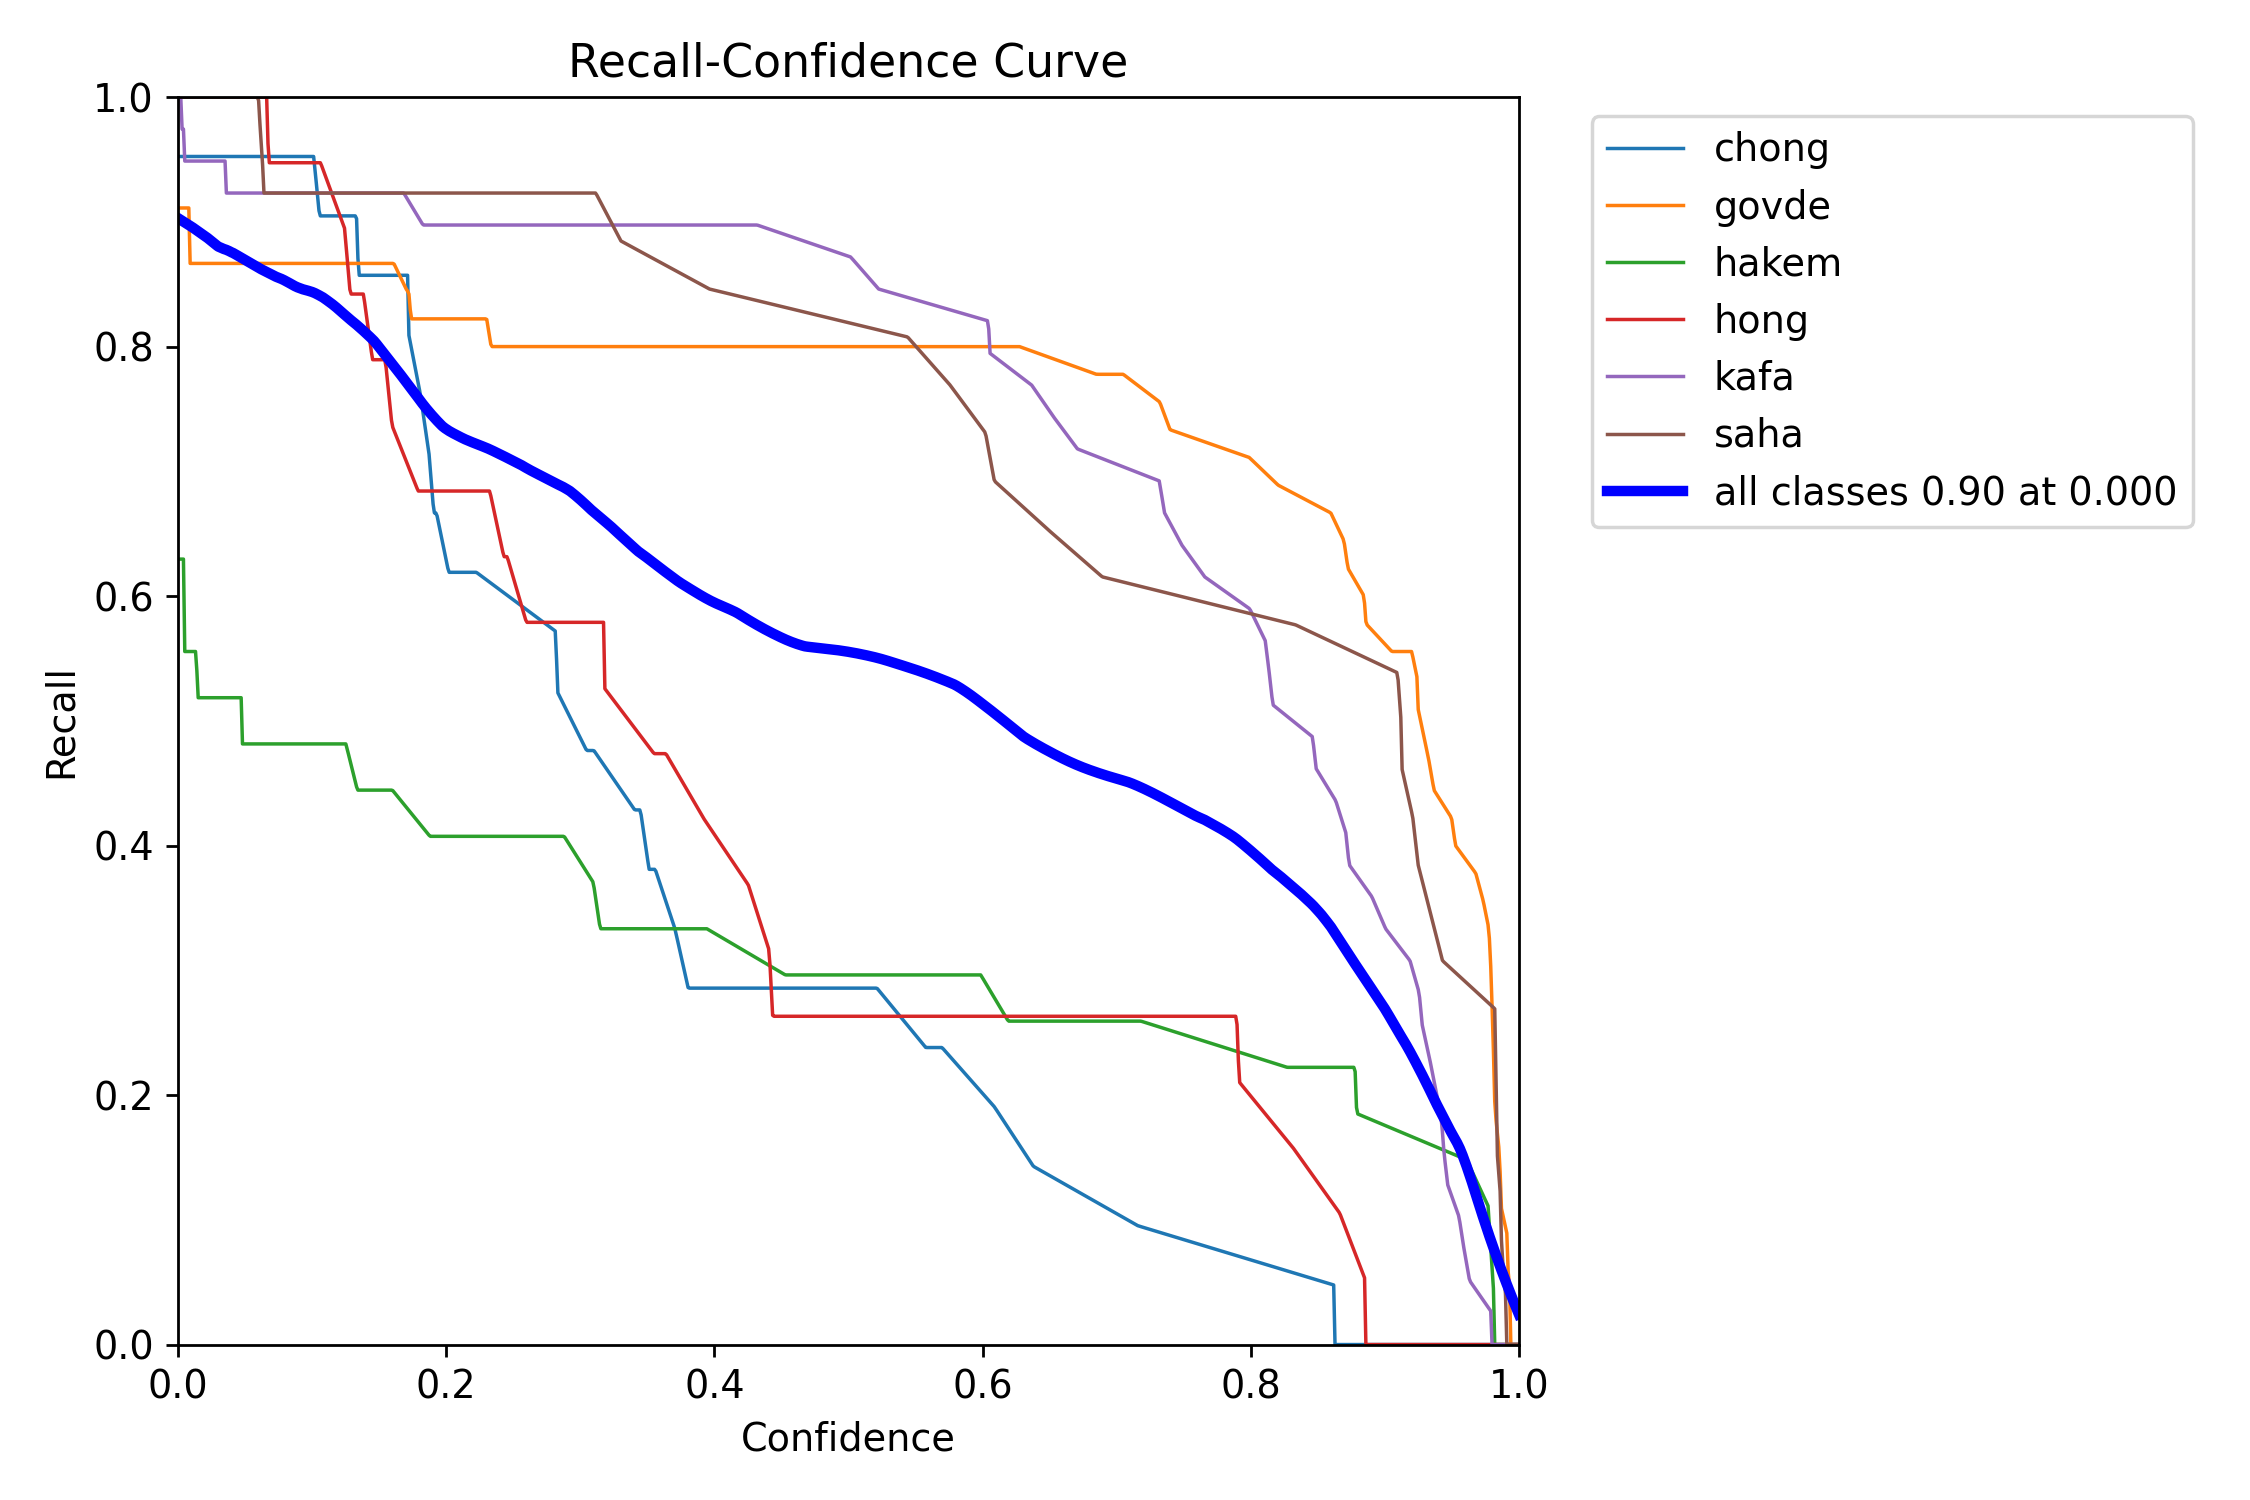 Recall-Confidence Curve
1.0
0.8
0.6
0.4
0.2
0.0
Recall
0.0 0.2 0.4 0.6 0.8 1.0
Confidence
chong
govde
hakem
hong
kafa
saha
all classes 0.90 at 0.000